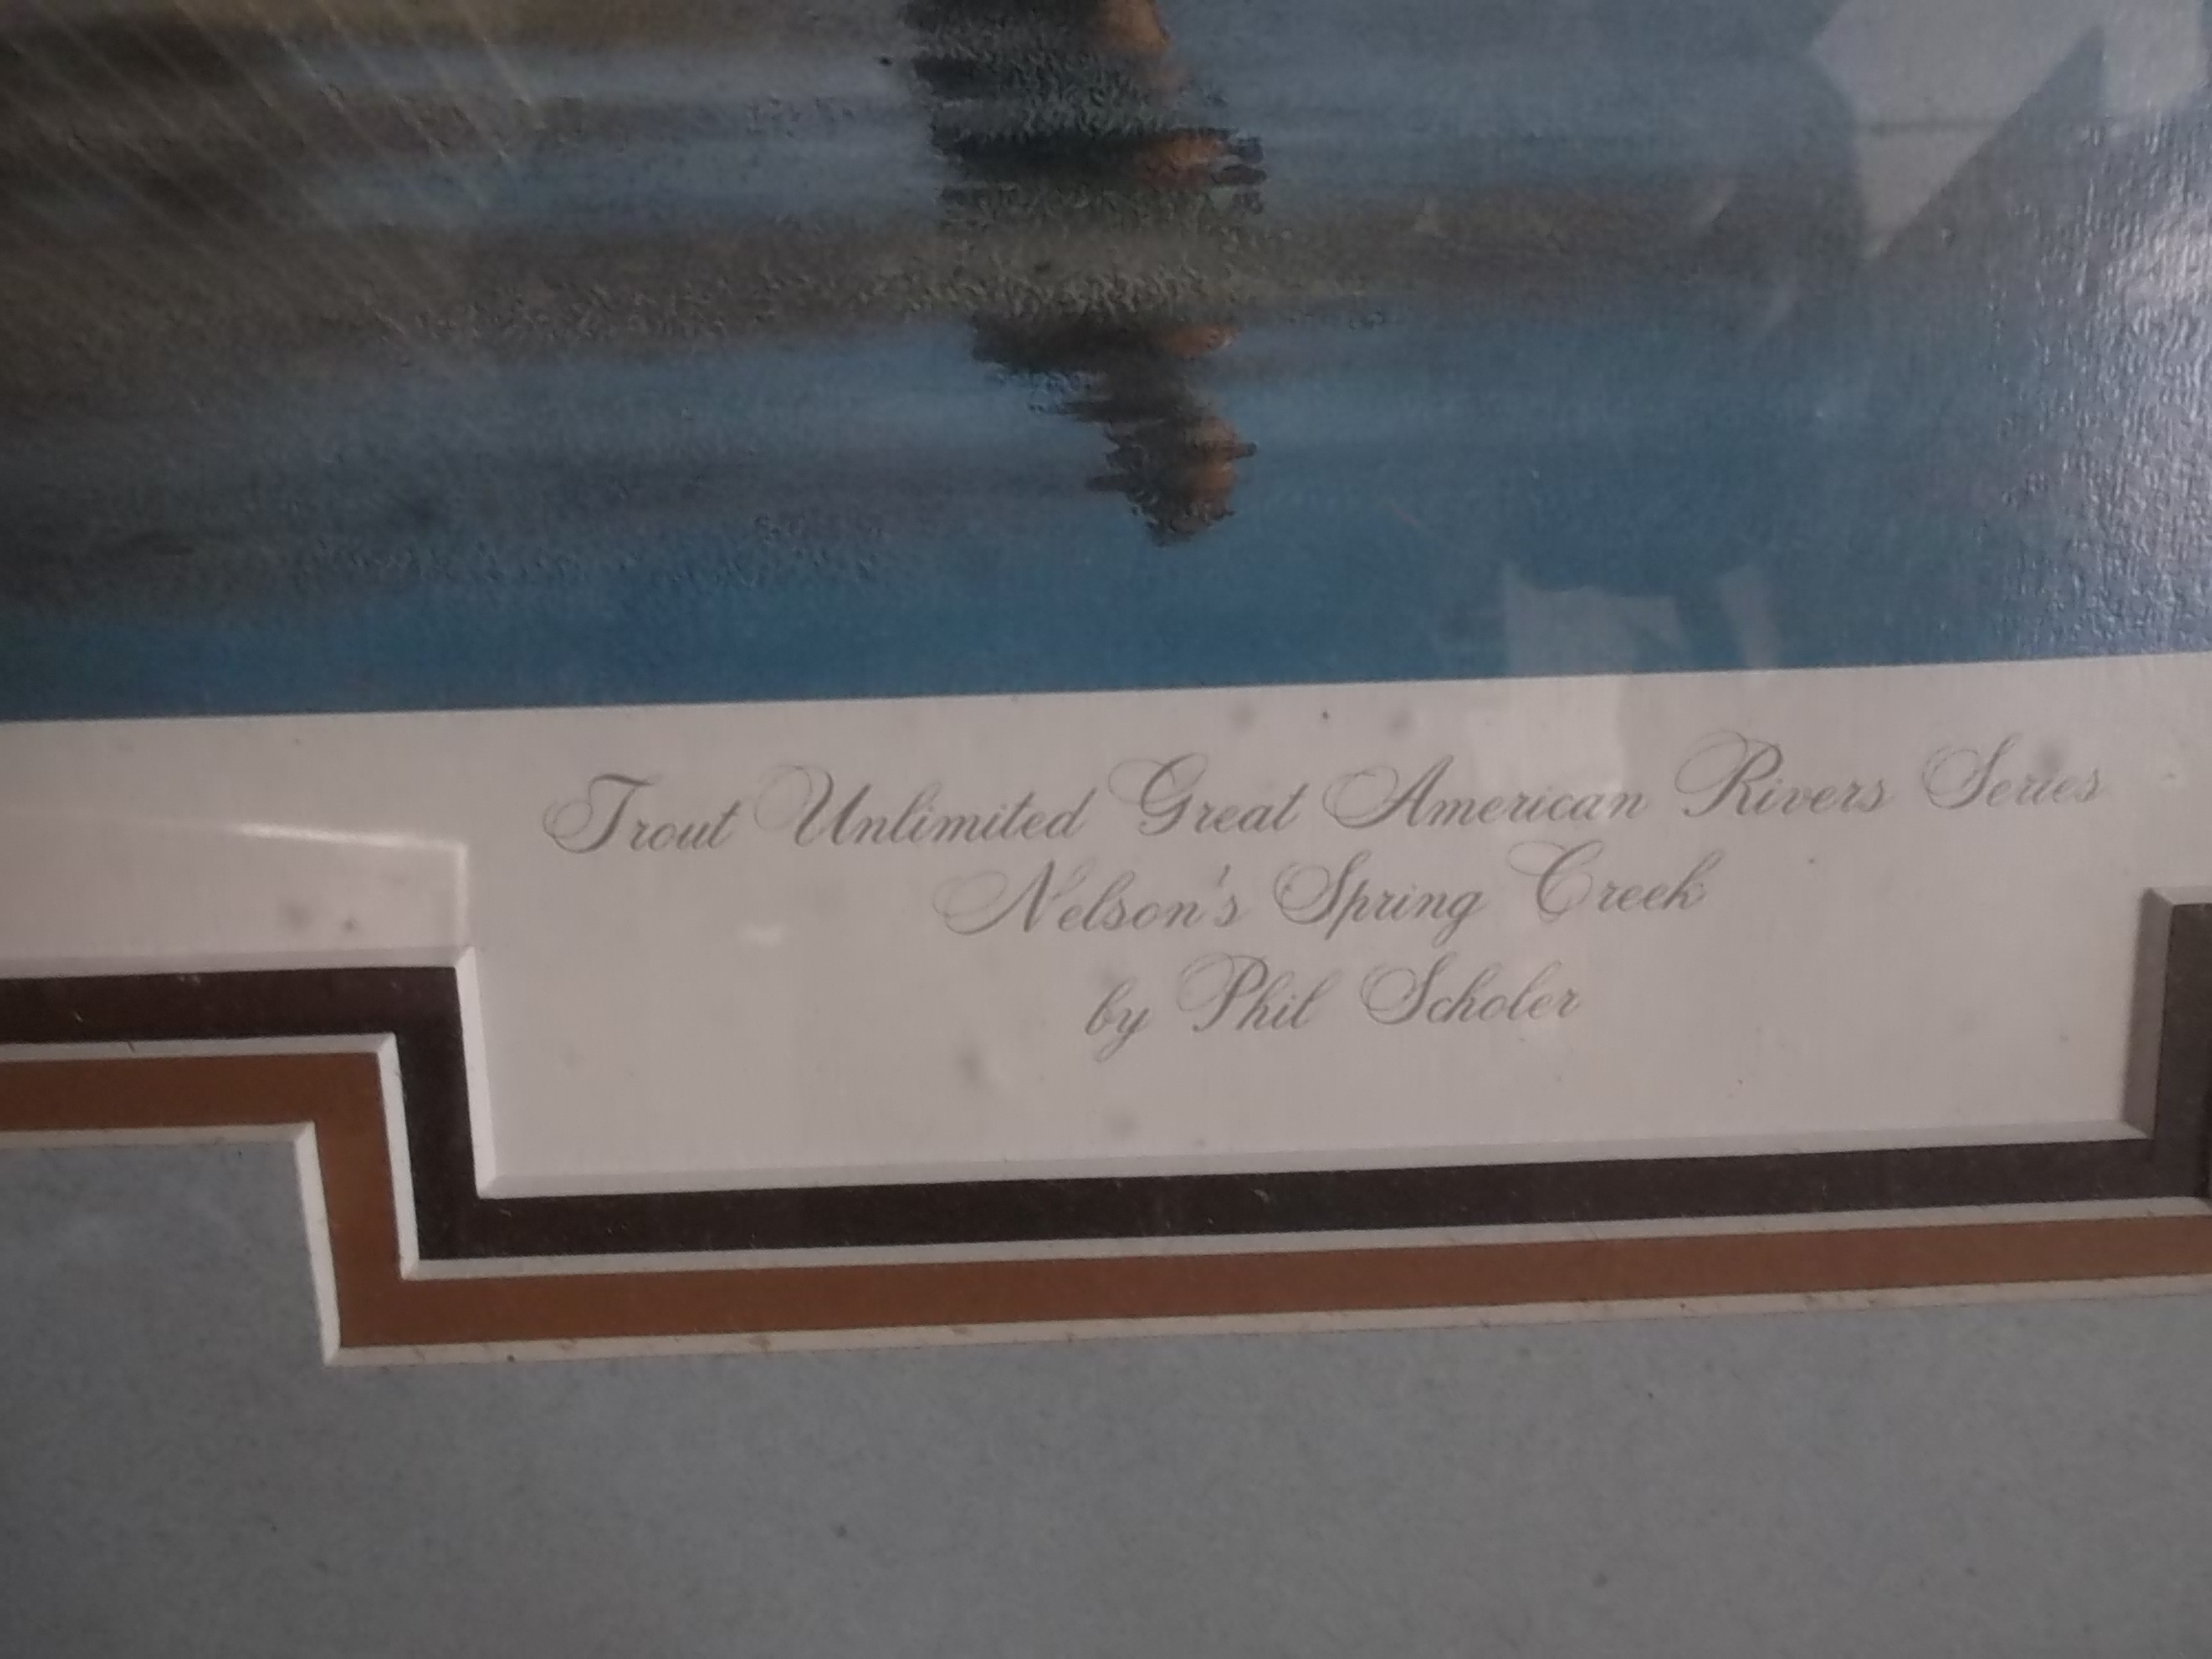 Trout Unlimited Great American Rivers Series
Nelson's Spring Creek
by Phil Scholer